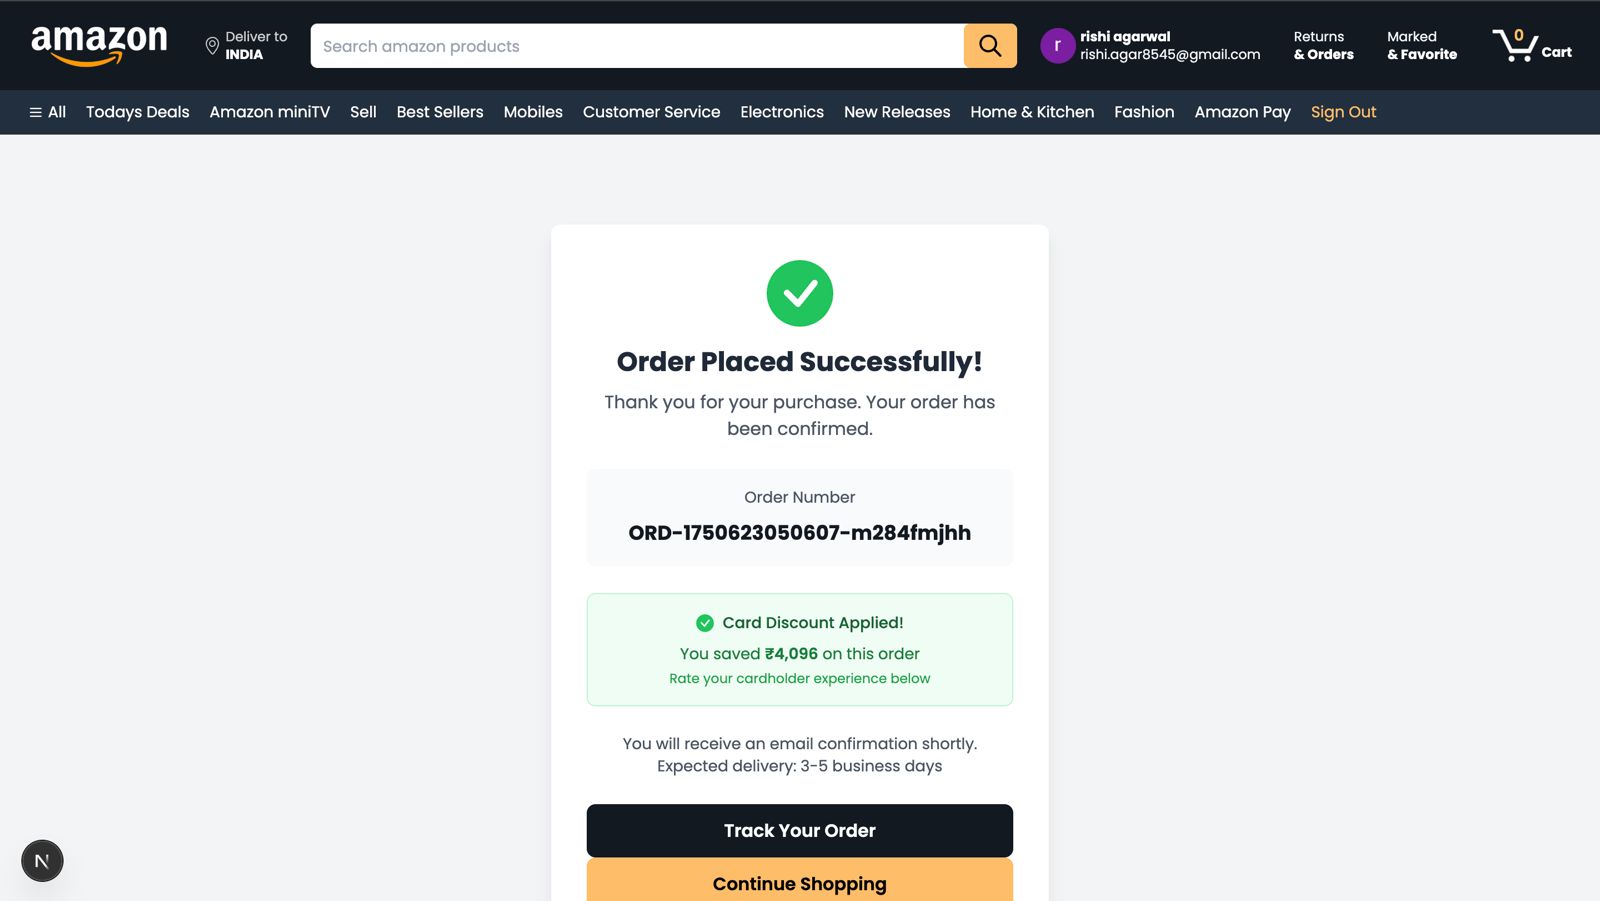 amazon
Deliver to
INDIA
Search amazon products
r
rishi agarwal
rishi.agar8545@gmail.com
Returns
& Orders
Marked
& Favorite
0
Cart
All
Todays Deals
Amazon miniTV
Sell
Best Sellers
Mobiles
Customer Service
Electronics
New Releases
Home & Kitchen
Fashion
Amazon Pay
Sign Out
Order Placed Successfully!
Thank you for your purchase. Your order has
been confirmed.
Order Number
ORD-1750623050607-m284fmjhh
Card Discount Applied!
You saved ₹4,096 on this order
Rate your cardholder experience below
You will receive an email confirmation shortly.
Expected delivery: 3-5 business days
Track Your Order
Continue Shopping
N